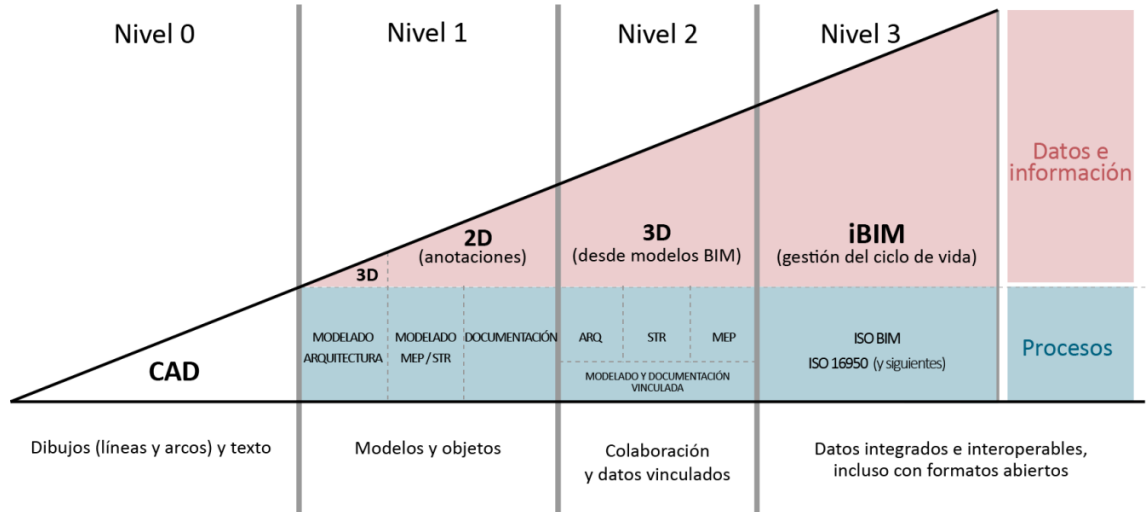 Nivel 0
Nivel 1
Nivel 2
Nivel 3
Datos e
información
2D
(anotaciones)
3D
3D
(desde modelos BIM)
iBIM
(gestión del ciclo de vida)
CAD
MODELADO
ARQUITECTURA
MODELADO
MEP / STR
DOCUMENTACIÓN
ARQ
STR
MEP
MODELADO Y DOCUMENTACIÓN
VINCULADA
ISO BIM
ISO 16950 (y siguientes)
Procesos
Dibujos (líneas y arcos) y texto
Modelos y objetos
Colaboración
y datos vinculados
Datos integrados e interoperables,
incluso con formatos abiertos